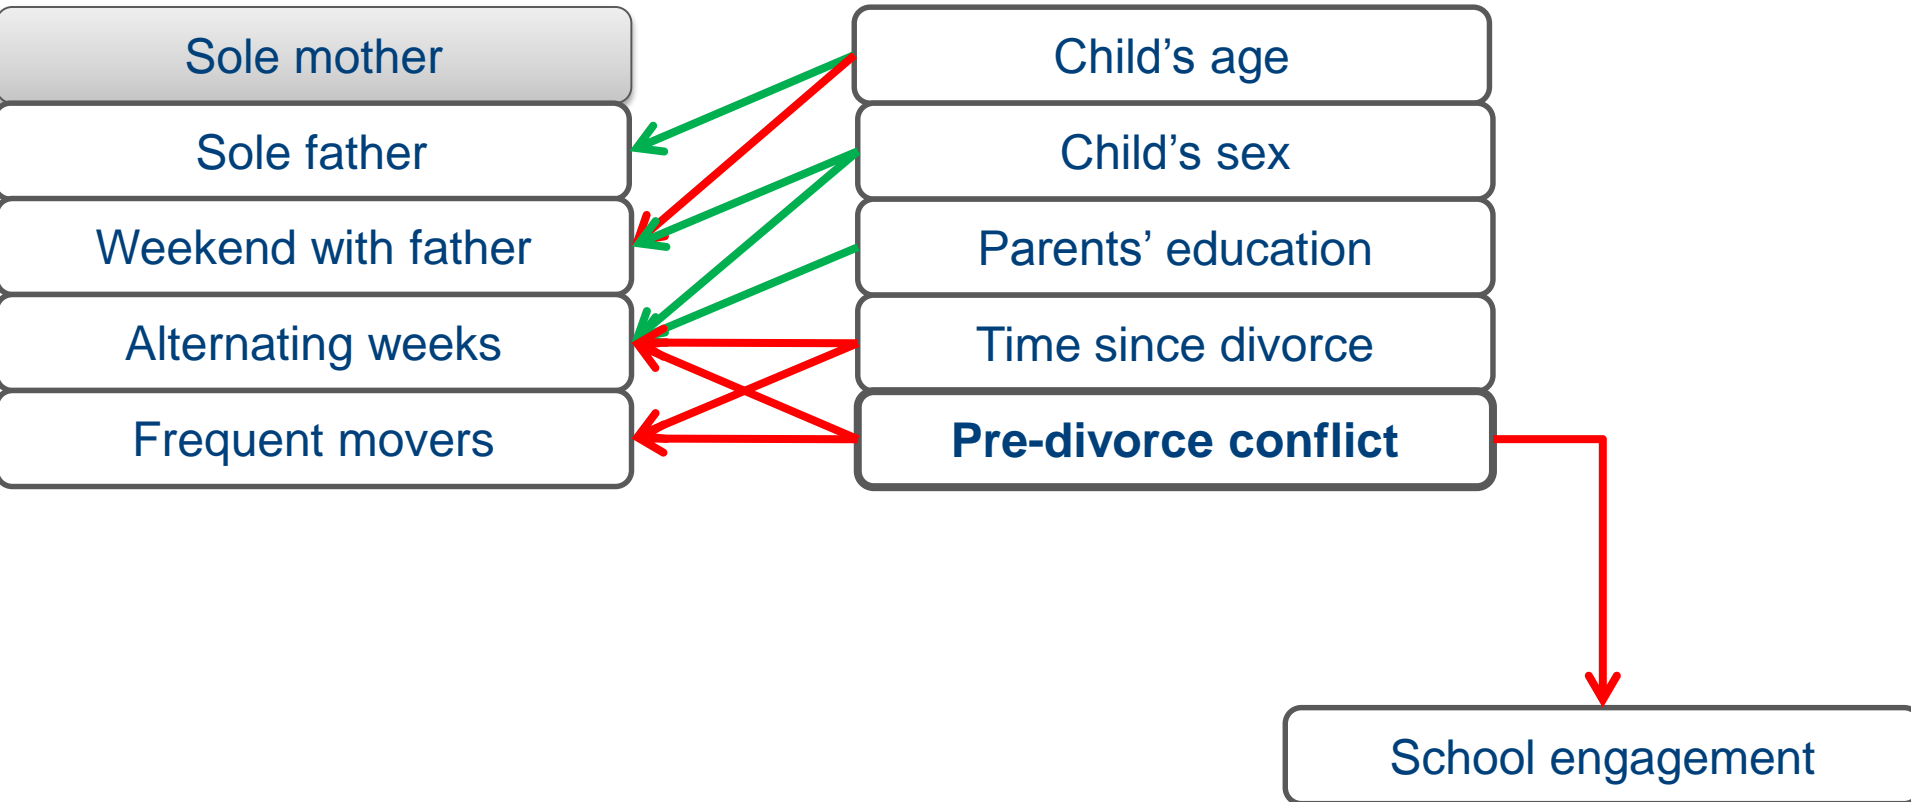 Sole mother
Sole father
Weekend with father
Alternating weeks
Frequent movers
Child’s age
Child’s sex
Parents’ education
Time since divorce
Pre-divorce conflict
School engagement